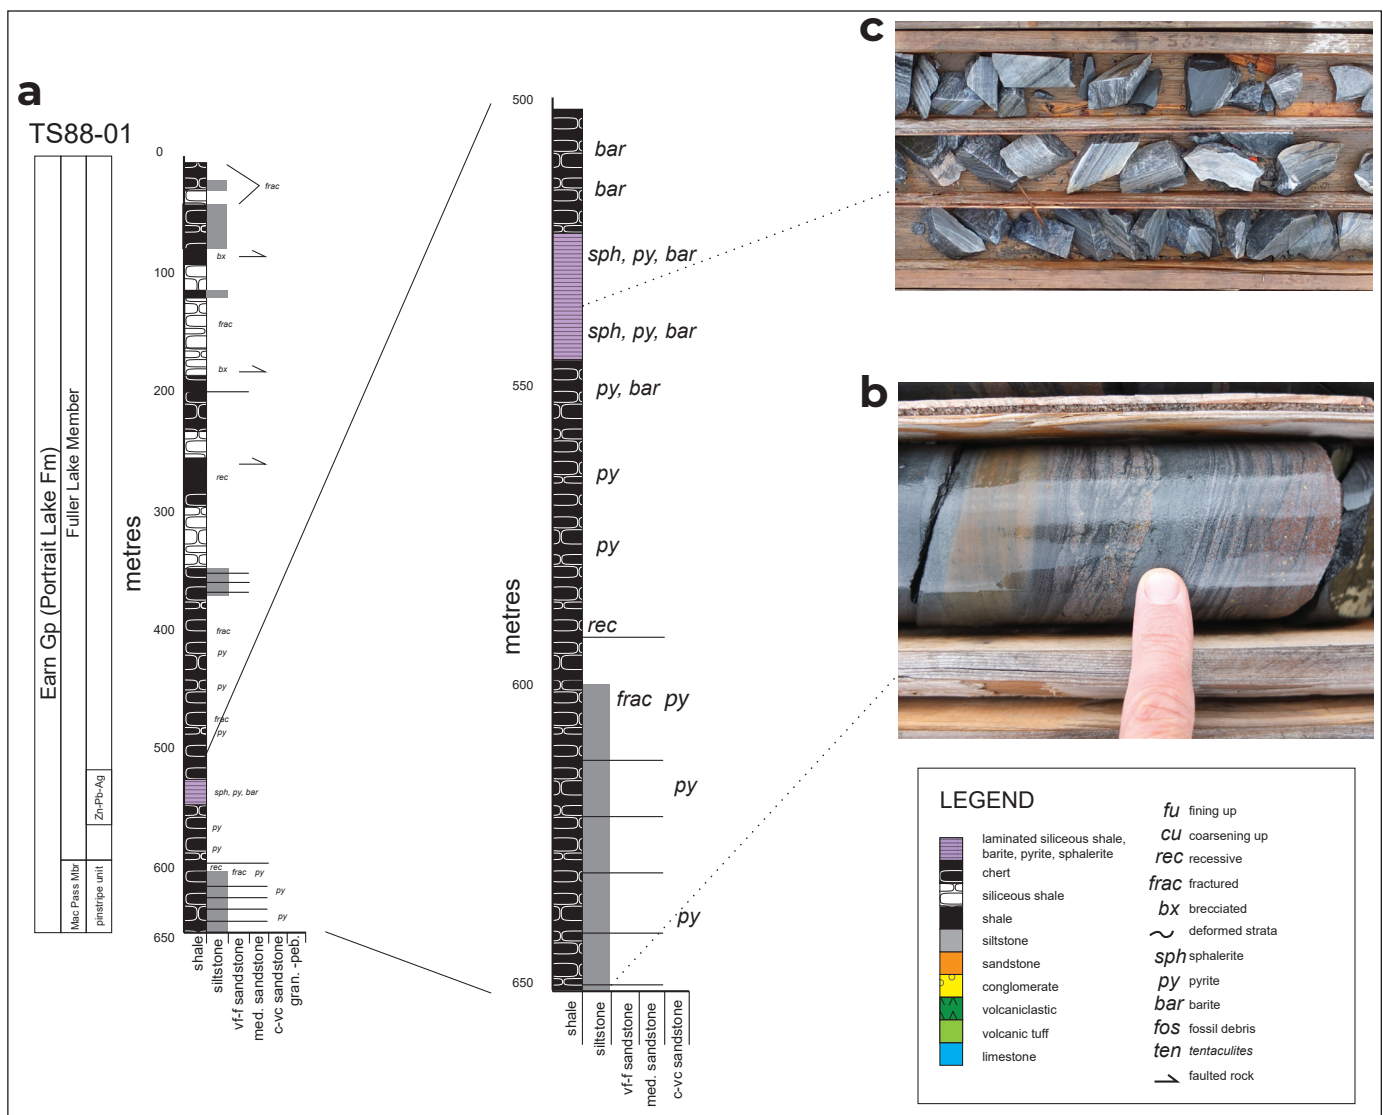 a
TS88-01
Earn Gp (Portrait Lake Fm)
Fuller Lake Member
Mac Pass Mbr
Zn-Pb-Ag
pinstripe unit
metres
0
100
200
300
400
500
600
650
frac
bx
frac
bx
rec
frac
py
py
frac
py
sph, py, bar
py
py
rec
frac py
py
py
shale
siltstone
vf-f sandstone
med. sandstone
c-vc sandstone
gran. -peb.
metres
500
550
600
650
bar
bar
sph, py, bar
sph, py, bar
py, bar
py
py
rec
frac py
py
py
shale
siltstone
vf-f sandstone
med. sandstone
c-vc sandstone
c
b
LEGEND
laminated siliceous shale,
barite, pyrite, sphalerite
chert
siliceous shale
shale
siltstone
sandstone
conglomerate
volcaniclastic
volcanic tuff
limestone
fu fining up
cu coarsening up
rec recessive
frac fractured
bx brecciated
deformed strata
sph sphalerite
py pyrite
bar barite
fos fossil debris
ten tentaculites
faulted rock